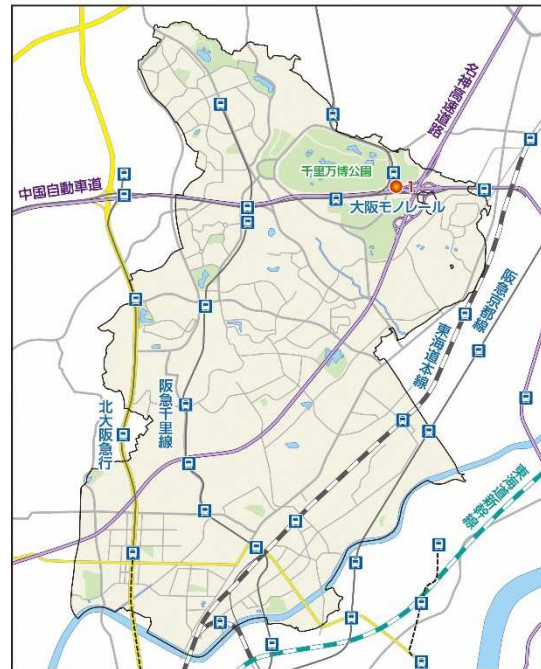 名神高速道路
千里万博公園
1
中国自動車道
大阪モノレール
阪急京都線
東海道本線
阪急千里線
北大阪急行
東海道新幹線